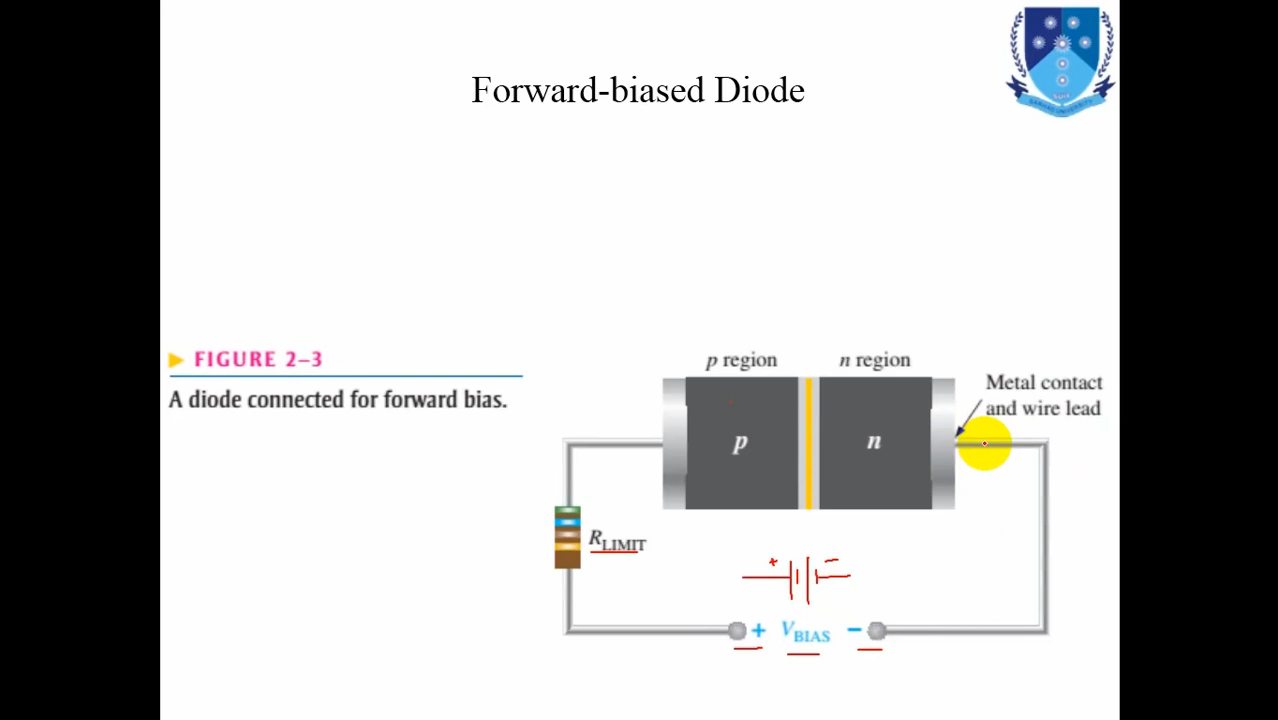 Forward-biased Diode
FIGURE 2–3
A diode connected for forward bias.
p region
n region
Metal contact
and wire lead
p
n
RLIMIT
+ −
+ VBIAS −